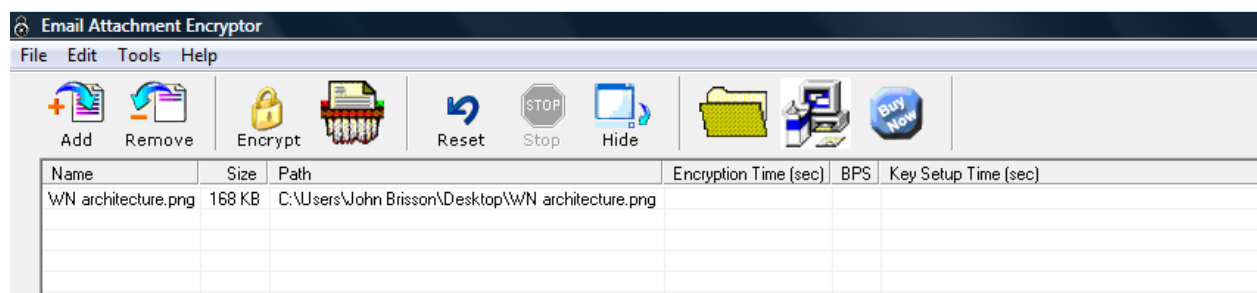 Email Attachment Encryptor
File Edit Tools Help
STOP Buy Now
Add Remove Encrypt Reset Stop Hide
Name Size Path Encryption Time (sec) BPS Key Setup Time (sec)
WN architecture.png 168 KB C:\Users\John Brisson\Desktop\WN architecture.png